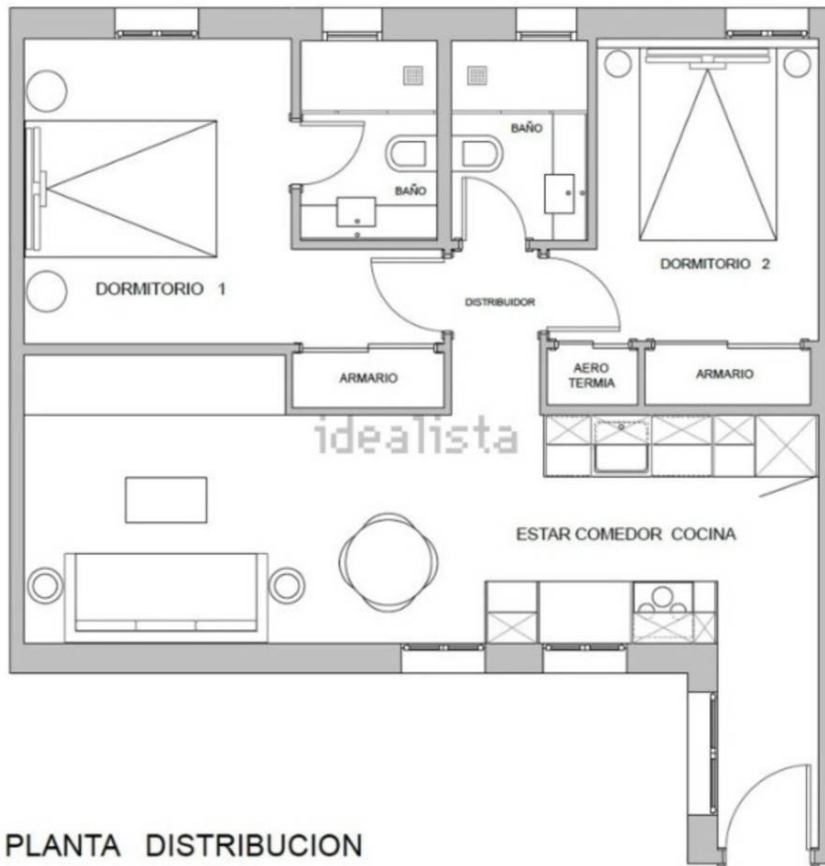 BAÑO
BAÑO
DORMITORIO 1
DISTRIBUIDOR
DORMITORIO 2
ARMARIO
AERO
TERMIA
ARMARIO
idealista
ESTAR COMEDOR COCINA
PLANTA DISTRIBUCION